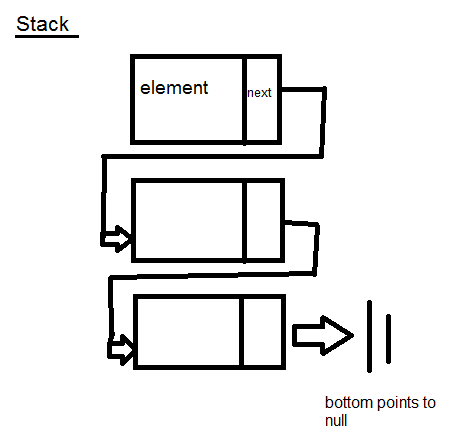 Stack
element
next
bottom points to
null